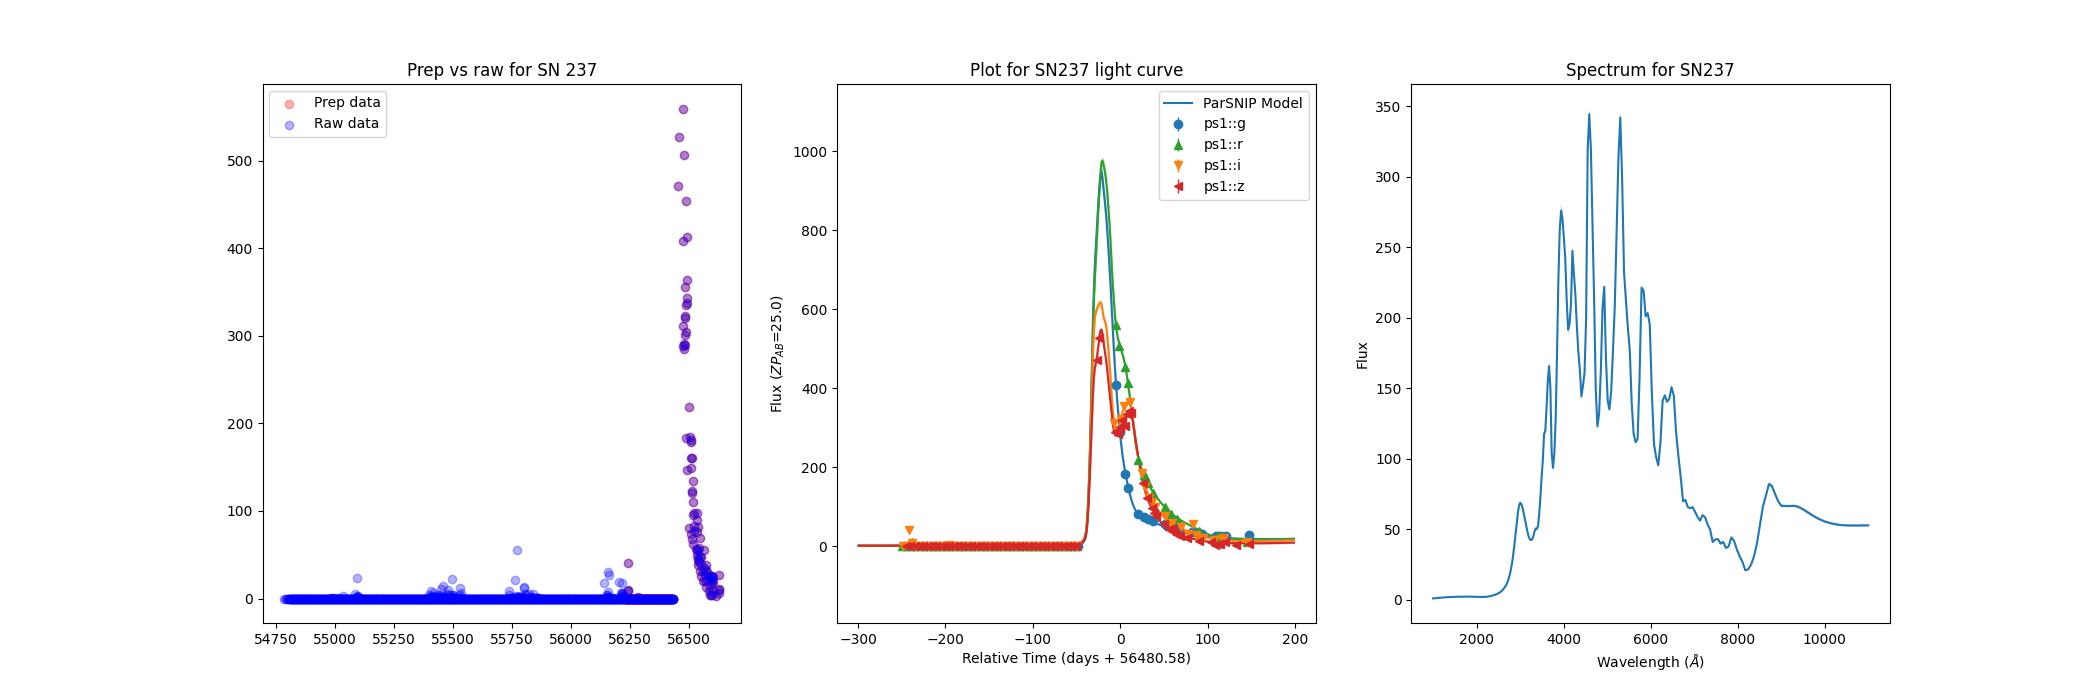 Prep vs raw for SN 237
Prep data
Raw data
500
400
300
200
100
0
54750 55000 55250 55500 55750 56000 56250 56500
Plot for SN237 light curve
ParSNIP Model
ps1::g
ps1::r
ps1::i
ps1::z
Flux (ZP_AB=25.0)
1000
800
600
400
200
0
−300 −200 −100 0 100 200
Relative Time (days + 56480.58)
Spectrum for SN237
Flux
350
300
250
200
150
100
50
0
2000 4000 6000 8000 10000
Wavelength (Å)